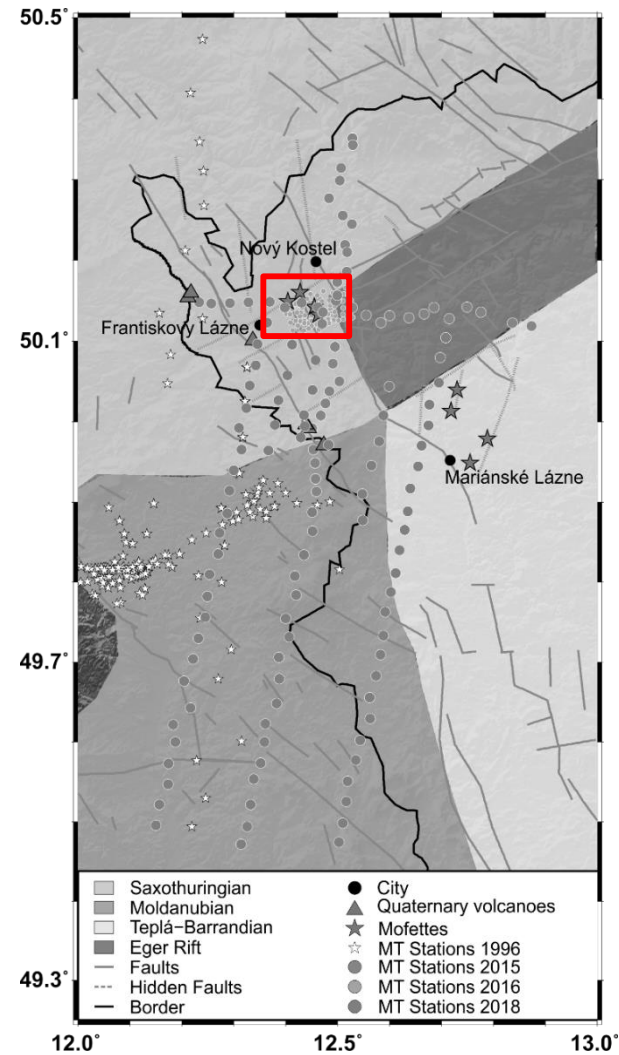 50.5°
Nový Kostel
50.1°
Frantiskovy Lázne
Mariánské Lázne
49.7°
Saxothuringian
Moldanubian
Teplá−Barrandian
Eger Rift
Faults
Hidden Faults
Border
City
Quaternary volcanoes
Mofettes
MT Stations 1996
MT Stations 2015
MT Stations 2016
MT Stations 2018
49.3°
12.0° 12.5° 13.0°